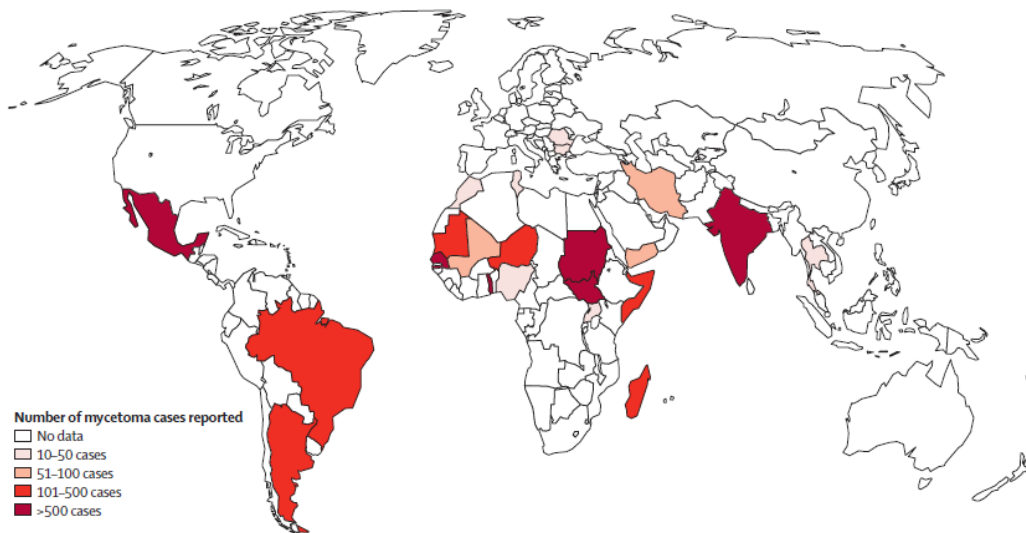 Number of mycetoma cases reported
No data
10–50 cases
51–100 cases
101–500 cases
>500 cases